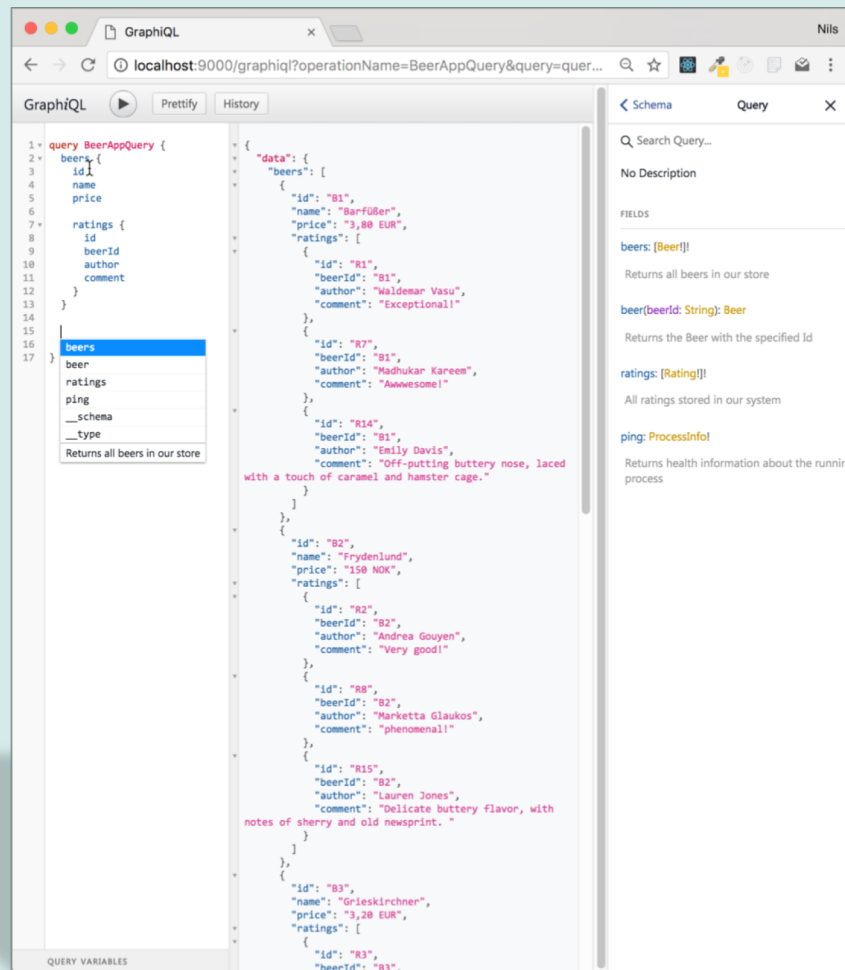 GraphiQL
Nils
localhost:9000/graphiql?operationName=BeerAppQuery&query=quer...
GraphiQL
Prettify
History
1 query BeerAppQuery {
2 beers {
3 id
4 name
5 price
6
7 ratings {
8 id
9 beerId
10 author
11 comment
12 }
13 }
14
15
16
17 }
beers
beer
ratings
ping
__schema
__type
Returns all beers in our store
QUERY VARIABLES
{
"data": {
"beers": [
{
"id": "B1",
"name": "Barfüßer",
"price": "3,80 EUR",
"ratings": [
{
"id": "R1",
"beerId": "B1",
"author": "Waldemar Vasu",
"comment": "Exceptional!"
},
{
"id": "R7",
"beerId": "B1",
"author": "Madhukar Kareem",
"comment": "Awwwesome!"
},
{
"id": "R14",
"beerId": "B1",
"author": "Emily Davis",
"comment": "Off-putting buttery nose, laced
with a touch of caramel and hamster cage."
}
]
},
{
"id": "B2",
"name": "Frydenlund",
"price": "150 NOK",
"ratings": [
{
"id": "R2",
"beerId": "B2",
"author": "Andrea Gouyen",
"comment": "Very good!"
},
{
"id": "R8",
"beerId": "B2",
"author": "Marketta Glaukos",
"comment": "phenomenal!"
},
{
"id": "R15",
"beerId": "B2",
"author": "Lauren Jones",
"comment": "Delicate buttery flavor, with
notes of sherry and old newsprint. "
}
]
},
{
"id": "B3",
"name": "Grieskirchner",
"price": "3,20 EUR",
"ratings": [
{
"id": "R3",
"beerId": "B3",
Schema
Query
Search Query...
No Description
FIELDS
beers: [Beer!]!
Returns all beers in our store
beer(beerId: String): Beer
Returns the Beer with the specified Id
ratings: [Rating!]!
All ratings stored in our system
ping: ProcessInfo!
Returns health information about the runnin
process